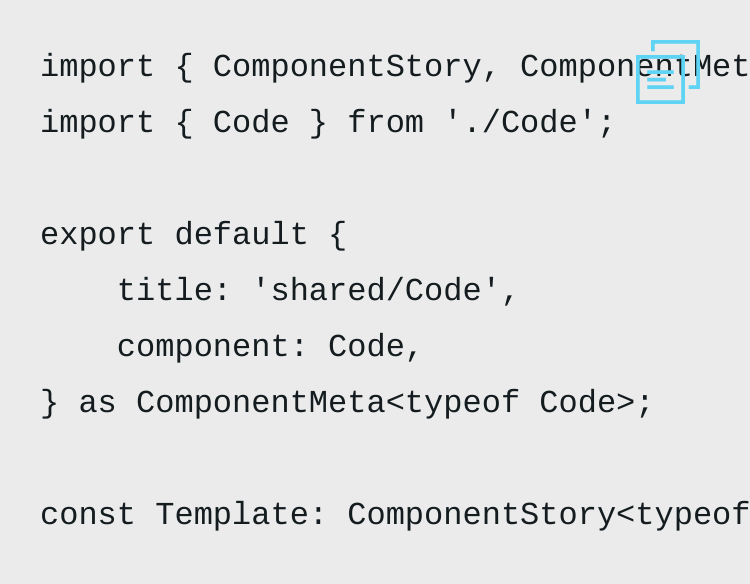 import { ComponentStory, ComponentMet
import { Code } from './Code';
export default {
    title: 'shared/Code',
    component: Code,
} as ComponentMeta<typeof Code>;
const Template: ComponentStory<typeof